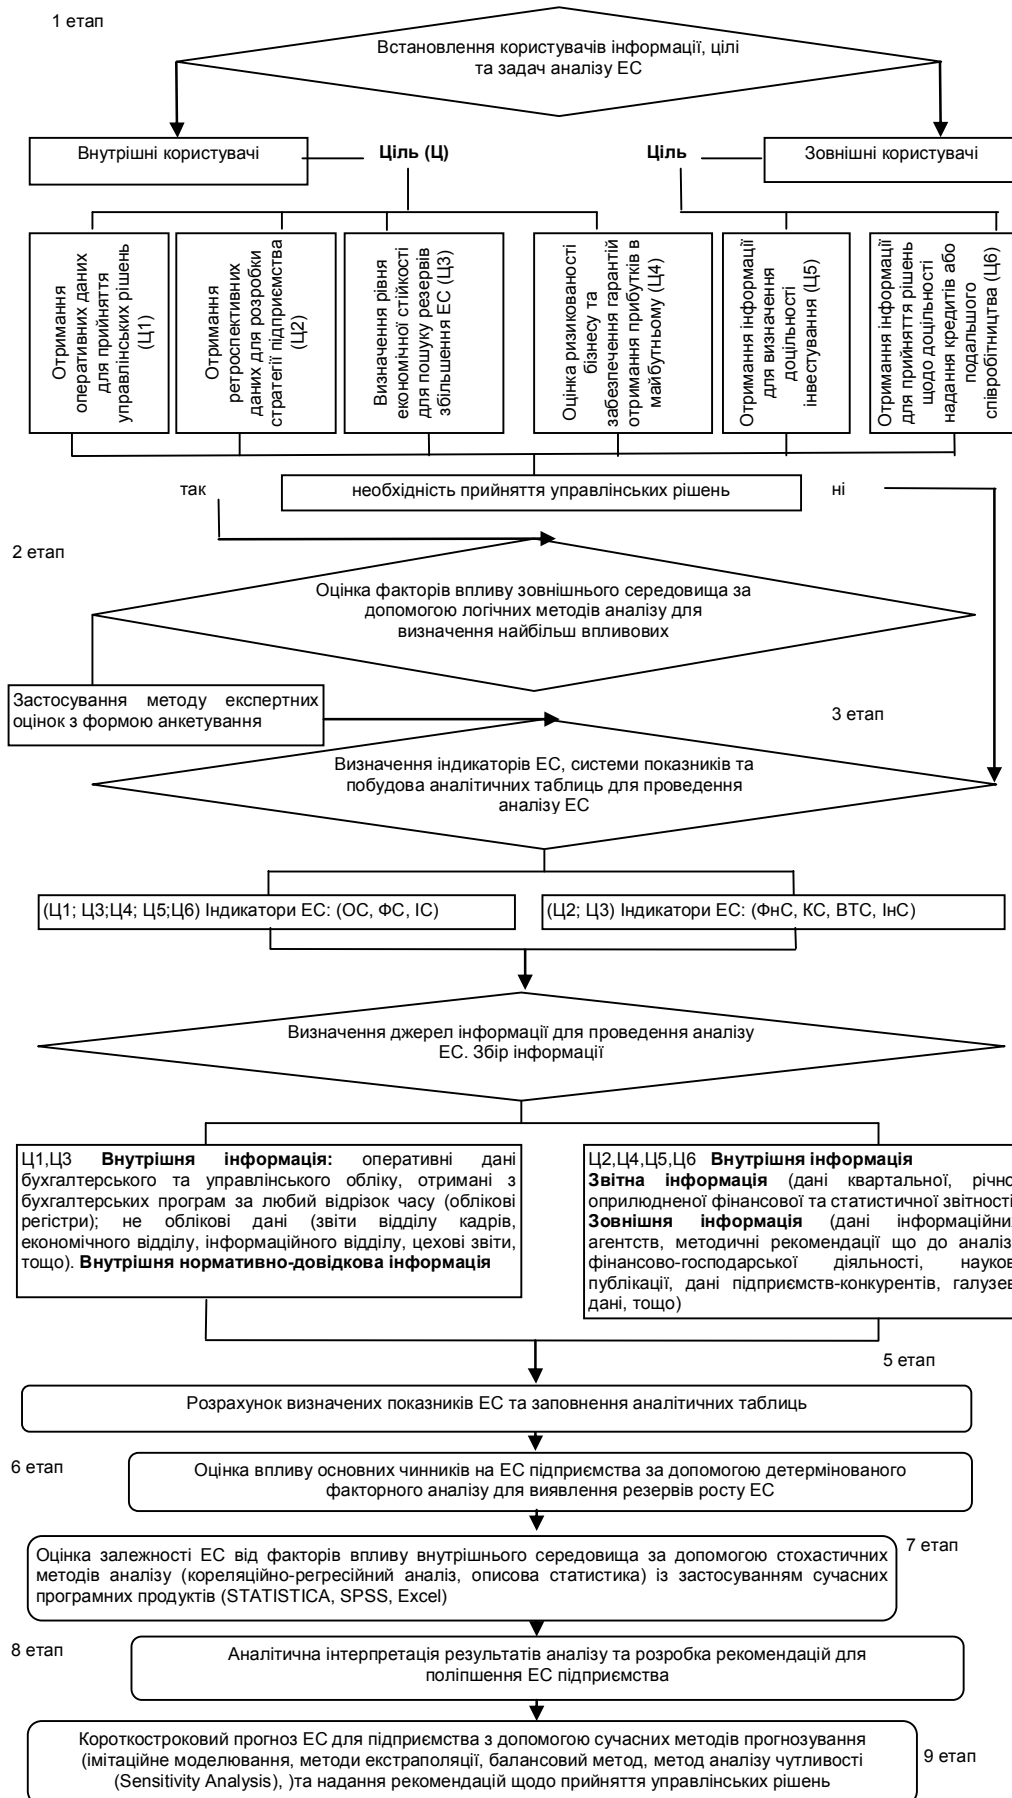 1 етап
Встановлення користувачів інформації, цілі
та задач аналізу ЕС
Внутрішні користувачі
Ціль (Ц)
Ціль
Зовнішні користувачі
Отримання
оперативних даних
для прийняття
управлінських рішень
(Ц1)
Отримання
ретроспективних
даних для розробки
стратегії підприємства
(Ц2)
Визначення рівня
економічної стійкості
для пошуку резервів
збільшення ЕС (Ц3)
Оцінка ризикованості
бізнесу та
забезпечення гарантій
отримання прибутків в
майбутньому (Ц4)
Отримання інформації
для визначення
доцільності
інвестування (Ц5)
Отримання інформації
для прийняття рішень
щодо доцільності
надання кредитів або
подальшого
співробітництва (Ц6)
так
необхідність прийняття управлінських рішень
ні
2 етап
Оцінка факторів впливу зовнішнього середовища за
допомогою логічних методів аналізу для
визначення найбільш впливових
Застосування методу експертних
оцінок з формою анкетування
3 етап
Визначення індикаторів ЕС, системи показників та
побудова аналітичних таблиць для проведення
аналізу ЕС
(Ц1; Ц3;Ц4; Ц5;Ц6) Індикатори ЕС: (ОС, ФС, ІС)
(Ц2; Ц3) Індикатори ЕС: (ФнС, КС, ВТС, ІнС)
Визначення джерел інформації для проведення аналізу
ЕС. Збір інформації
Ц1,Ц3 Внутрішня інформація: оперативні дані
бухгалтерського та управлінського обліку, отримані з
бухгалтерських програм за любий відрізок часу (облікові
регістри); не облікові дані (звіти відділу кадрів,
економічного відділу, інформаційного відділу, цехові звіти,
тощо). Внутрішня нормативно-довідкова інформація
Ц2,Ц4,Ц5,Ц6 Внутрішня інформація
Звітна інформація (дані квартальної, річно
оприлюдненої фінансової та статистичної звітності
Зовнішня інформація (дані інформаційних
агентств, методичні рекомендації що до аналіз
фінансово-господарської діяльності, наукові
публікації, дані підприємств-конкурентів, галузев
дані, тощо)
5 етап
Розрахунок визначених показників ЕС та заповнення аналітичних таблиць
6 етап
Оцінка впливу основних чинників на ЕС підприємства за допомогою детермінованого
факторного аналізу для виявлення резервів росту ЕС
7 етап
Оцінка залежності ЕС від факторів впливу внутрішнього середовища за допомогою стохастичних
методів аналізу (кореляційно-регресійний аналіз, описова статистика) із застосуванням сучасних
програмних продуктів (STATISTICA, SPSS, Excel)
8 етап
Аналітична інтерпретація результатів аналізу та розробка рекомендацій для
поліпшення ЕС підприємства
Короткостроковий прогноз ЕС для підприємства з допомогою сучасних методів прогнозування
(імітаційне моделювання, методи екстраполяції, балансовий метод, метод аналізу чутливості
(Sensitivity Analysis), )та надання рекомендацій щодо прийняття управлінських рішень
9 етап